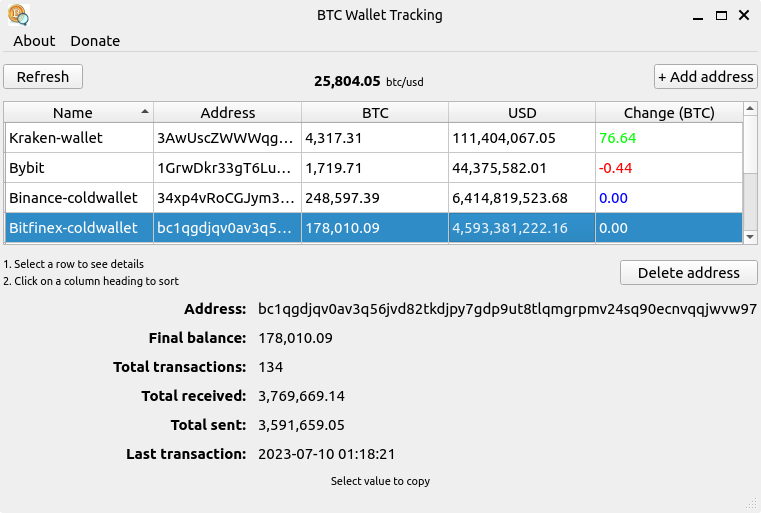 BTC Wallet Tracking
About Donate
Refresh 25,804.05 btc/usd + Add address
Name Address BTC USD Change (BTC)
Kraken-wallet 3AwUscZWWWqg... 4,317.31 111,404,067.05 76.64
Bybit 1GrwDkr33gT6Lu... 1,719.71 44,375,582.01 -0.44
Binance-coldwallet 34xp4vRoCGJym3... 248,597.39 6,414,819,523.68 0.00
Bitfinex-coldwallet bc1qgdjqv0av3q5... 178,010.09 4,593,381,222.16 0.00
1. Select a row to see details
2. Click on a column heading to sort
Delete address
Address: bc1qgdjqv0av3q56jvd82tkdjpy7gdp9ut8tlqmgrpmv24sq90ecnvqqjwvw97
Final balance: 178,010.09
Total transactions: 134
Total received: 3,769,669.14
Total sent: 3,591,659.05
Last transaction: 2023-07-10 01:18:21
Select value to copy